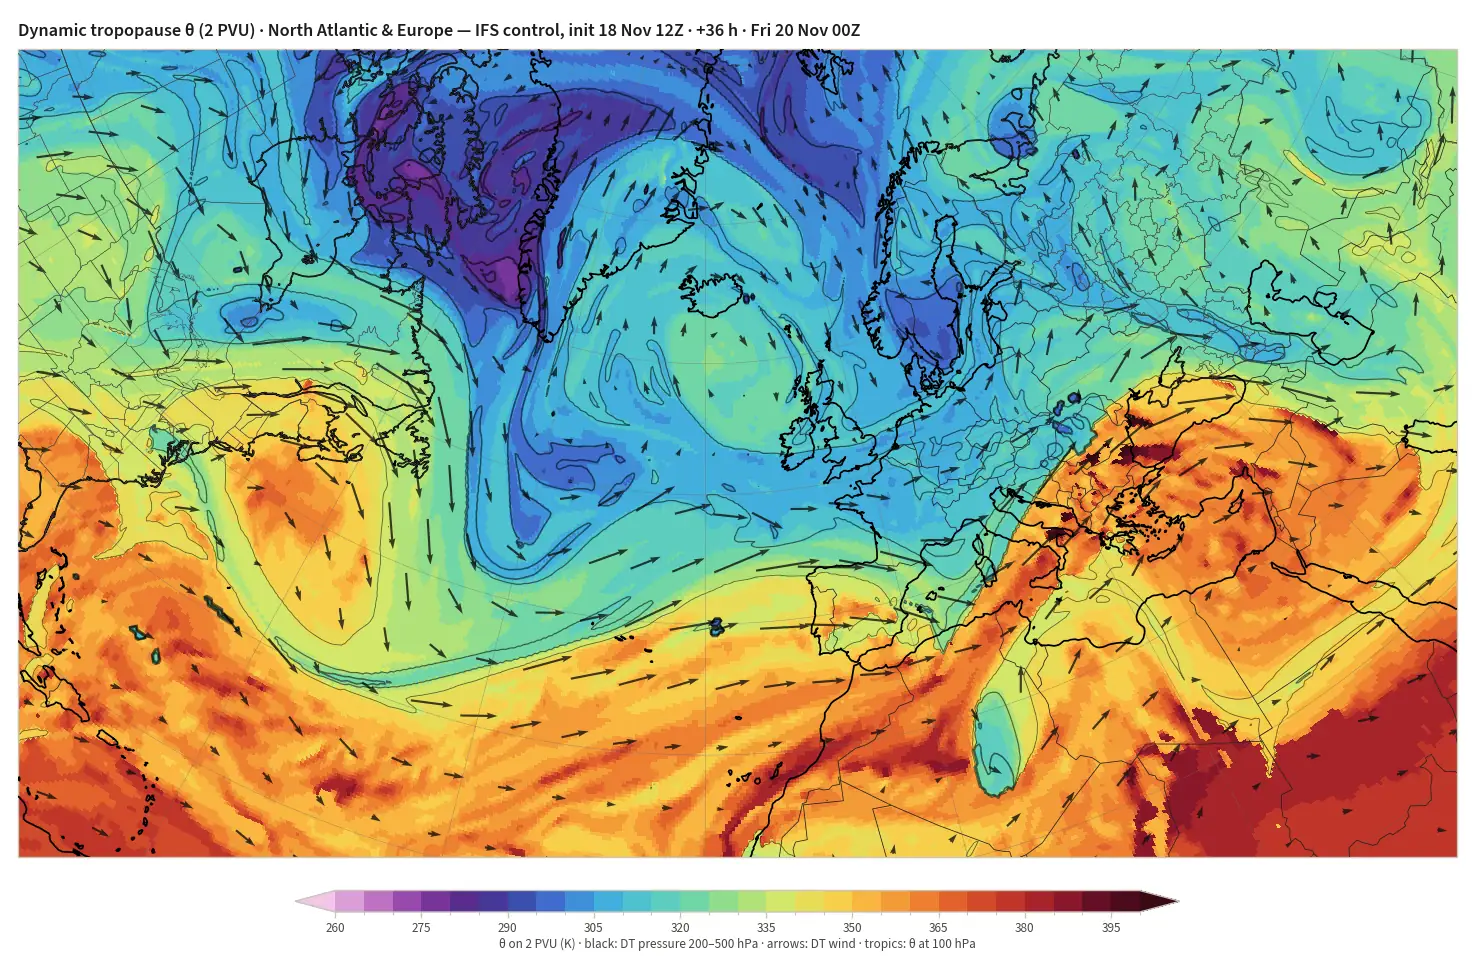 Dynamic tropopause θ (2 PVU) · North Atlantic & Europe — IFS control, init 18 Nov 12Z · +36 h · Fri 20 Nov 00Z
260 275 290 305 320 335 350 365 380 395
θ on 2 PVU (K) · black: DT pressure 200–500 hPa · arrows: DT wind · tropics: θ at 100 hPa